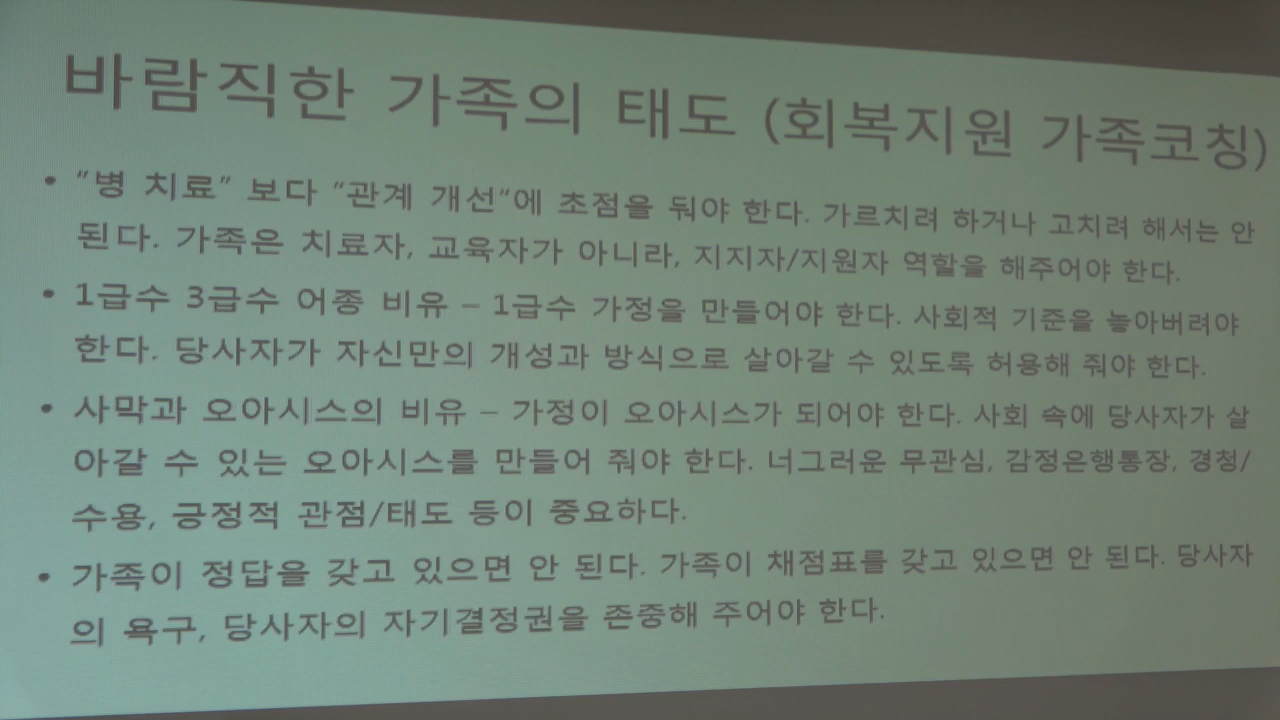 바람직한 가족의 태도 (회복지원 가족코칭)
• “병 치료” 보다 “관계 개선”에 초점을 둬야 한다. 가르치려 하거나 고치려 해서는 안
된다. 가족은 치료자, 교육자가 아니라, 지지자/지원자 역할을 해주어야 한다.
• 1급수 3급수 어종 비유 – 1급수 가정을 만들어야 한다. 사회적 기준을 놓아버려야
한다. 당사자가 자신만의 개성과 방식으로 살아갈 수 있도록 허용해 줘야 한다.
• 사막과 오아시스의 비유 – 가정이 오아시스가 되어야 한다. 사회 속에 당사자가 살
아갈 수 있는 오아시스를 만들어 줘야 한다. 너그러운 무관심, 감정은행통장, 경청/
수용, 긍정적 관점/태도 등이 중요하다.
• 가족이 정답을 갖고 있으면 안 된다. 가족이 채점표를 갖고 있으면 안 된다. 당사자
의 욕구, 당사자의 자기결정권을 존중해 주어야 한다.